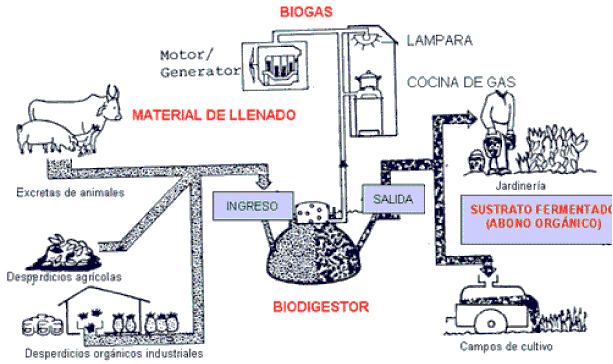 BIOGAS
LAMPARA
Motor/
Generator
COCINA DE GAS
MATERIAL DE LLENADO
Excretas de animales
INGRESO
SALIDA
Jardinería
SUSTRATO FERMENTADO
(ABONO ORGÁNICO)
Desperdicios agrícolas
BIODIGESTOR
Desperdicios orgánicos industriales
Campos de cultivo